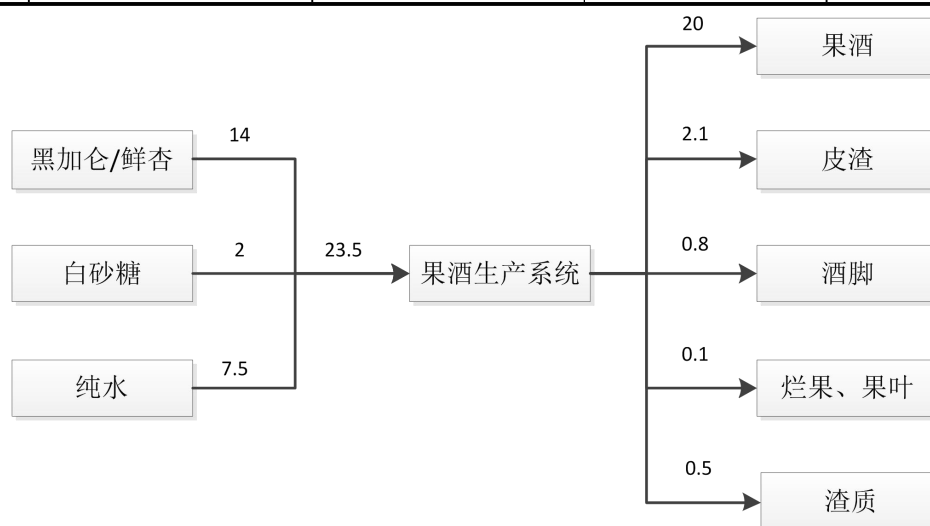 20
果酒
14
黑加仑/鲜杏
2.1
皮渣
2
白砂糖
23.5
果酒生产系统
0.8
酒脚
7.5
纯水
0.1
烂果、果叶
0.5
渣质